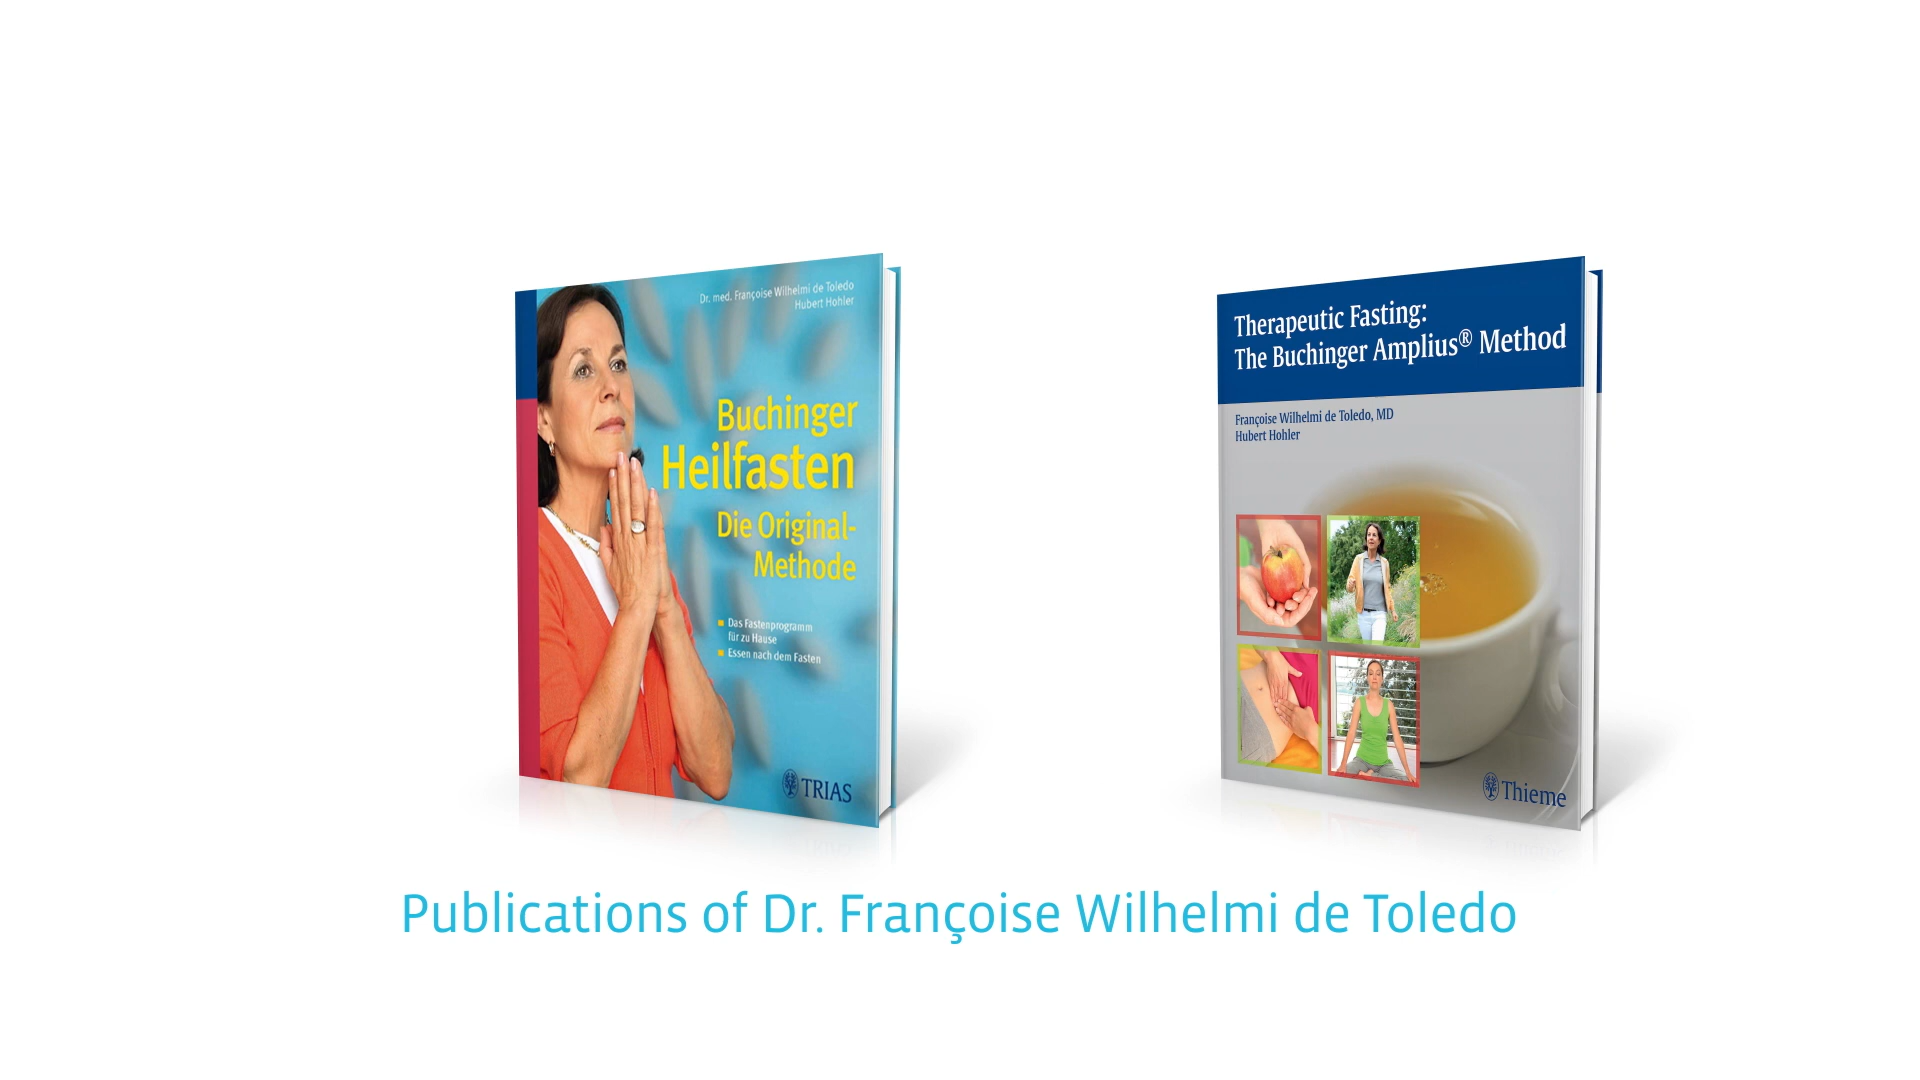 Dr. med. Françoise Wilhelmi de Toledo
Hubert Hohler
Buchinger
Heilfasten
Die Original-
Methode
Das Fastenprogramm
für zu Hause
Essen nach dem Fasten
TRIAS
Therapeutic Fasting:
The Buchinger Amplius® Method
Françoise Wilhelmi de Toledo, MD
Hubert Hohler
Thieme
Publications of Dr. Françoise Wilhelmi de Toledo